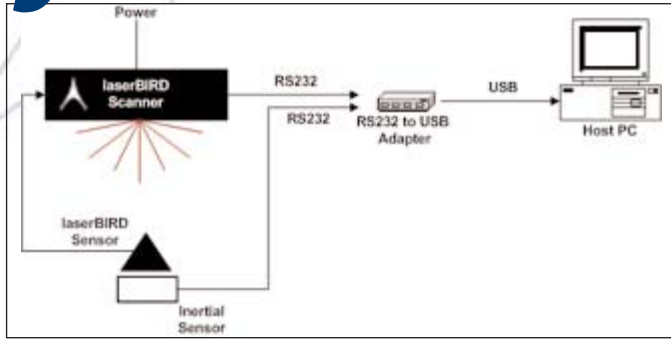 Power
laserBIRD
Scanner
RS232
RS232
RS232 to USB
Adapter
USB
Host PC
laserBIRD
Sensor
Inertial
Sensor